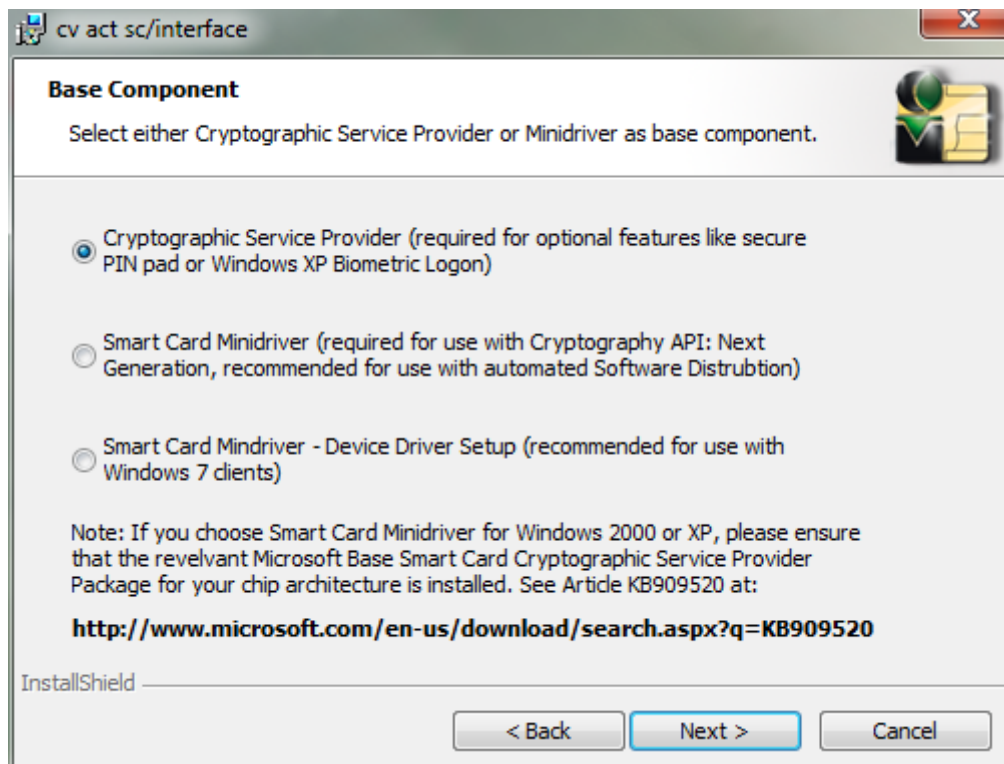 cv act sc/interface
Base Component
Select either Cryptographic Service Provider or Minidriver as base component.
Cryptographic Service Provider (required for optional features like secure
PIN pad or Windows XP Biometric Logon)
Smart Card Minidriver (required for use with Cryptography API: Next
Generation, recommended for use with automated Software Distrubtion)
Smart Card Mindriver - Device Driver Setup (recommended for use with
Windows 7 clients)
Note: If you choose Smart Card Minidriver for Windows 2000 or XP, please ensure
that the revelvant Microsoft Base Smart Card Cryptographic Service Provider
Package for your chip architecture is installed. See Article KB909520 at:
http://www.microsoft.com/en-us/download/search.aspx?q=KB909520
InstallShield
< Back
Next >
Cancel